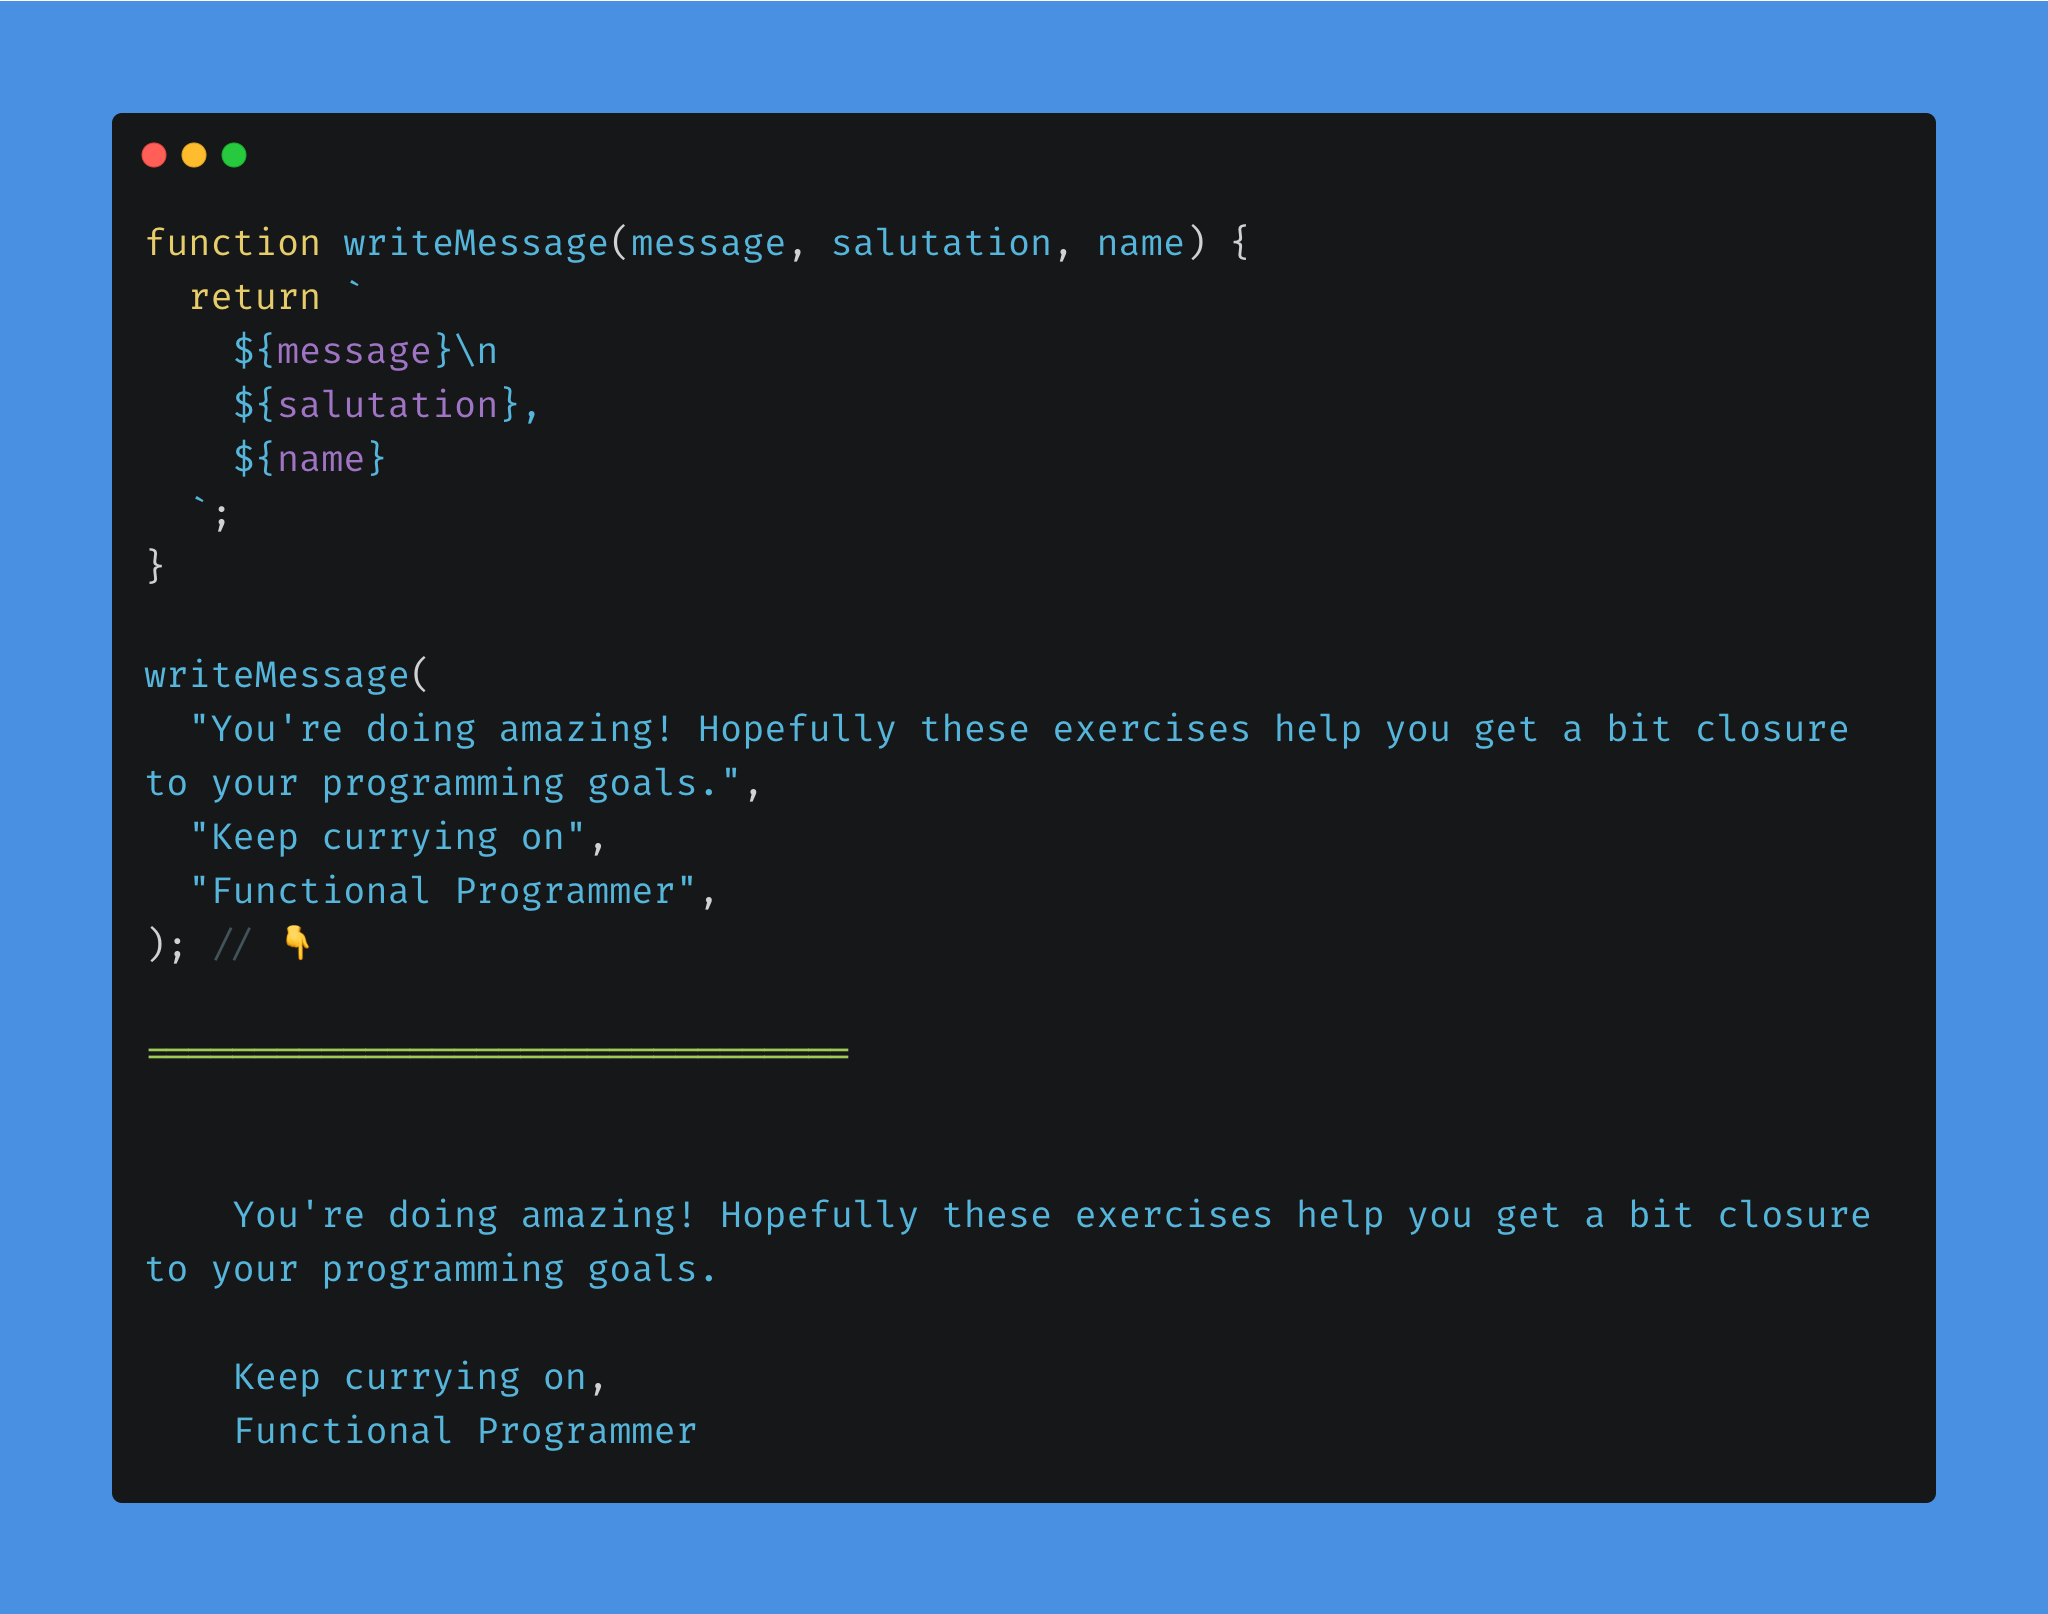 function writeMessage(message, salutation, name) {
  return `
    ${message}\n
    ${salutation},
    ${name}
  `;
}

writeMessage(
  "You're doing amazing! Hopefully these exercises help you get a bit closure
to your programming goals.",
  "Keep currying on",
  "Functional Programmer",
); // 👇

================================

    You're doing amazing! Hopefully these exercises help you get a bit closure
to your programming goals.

    Keep currying on,
    Functional Programmer